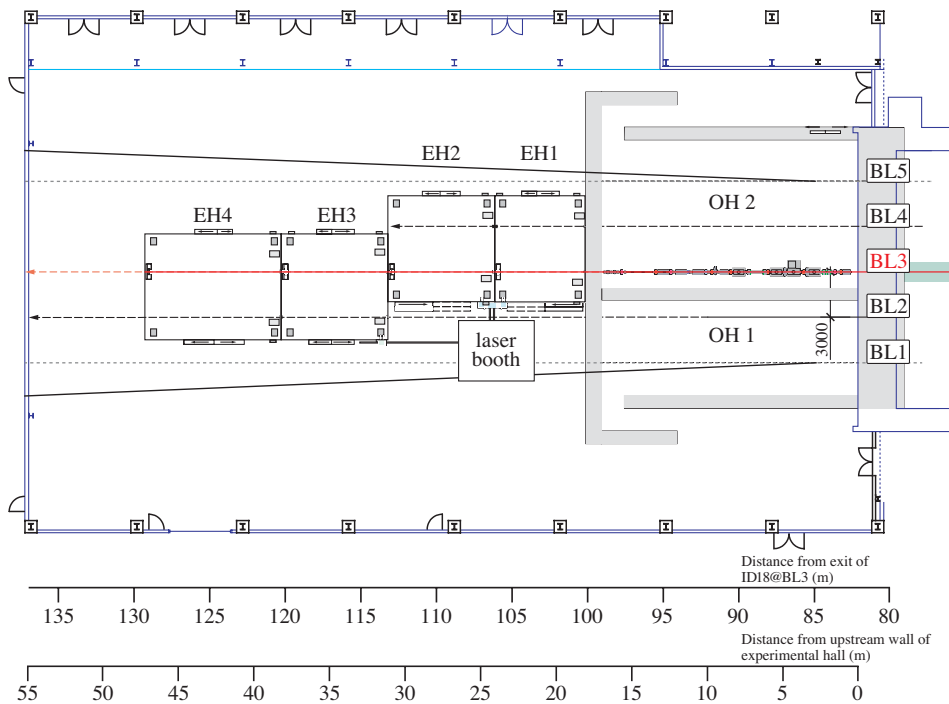 EH2
EH1
BL5
OH 2
BL4
EH4
EH3
BL3
BL2
laser
booth
OH 1
3000
BL1
Distance from exit of
ID18@BL3 (m)
135 130 125 120 115 110 105 100 95 90 85 80
Distance from upstream wall of
experimental hall (m)
55 50 45 40 35 30 25 20 15 10 5 0